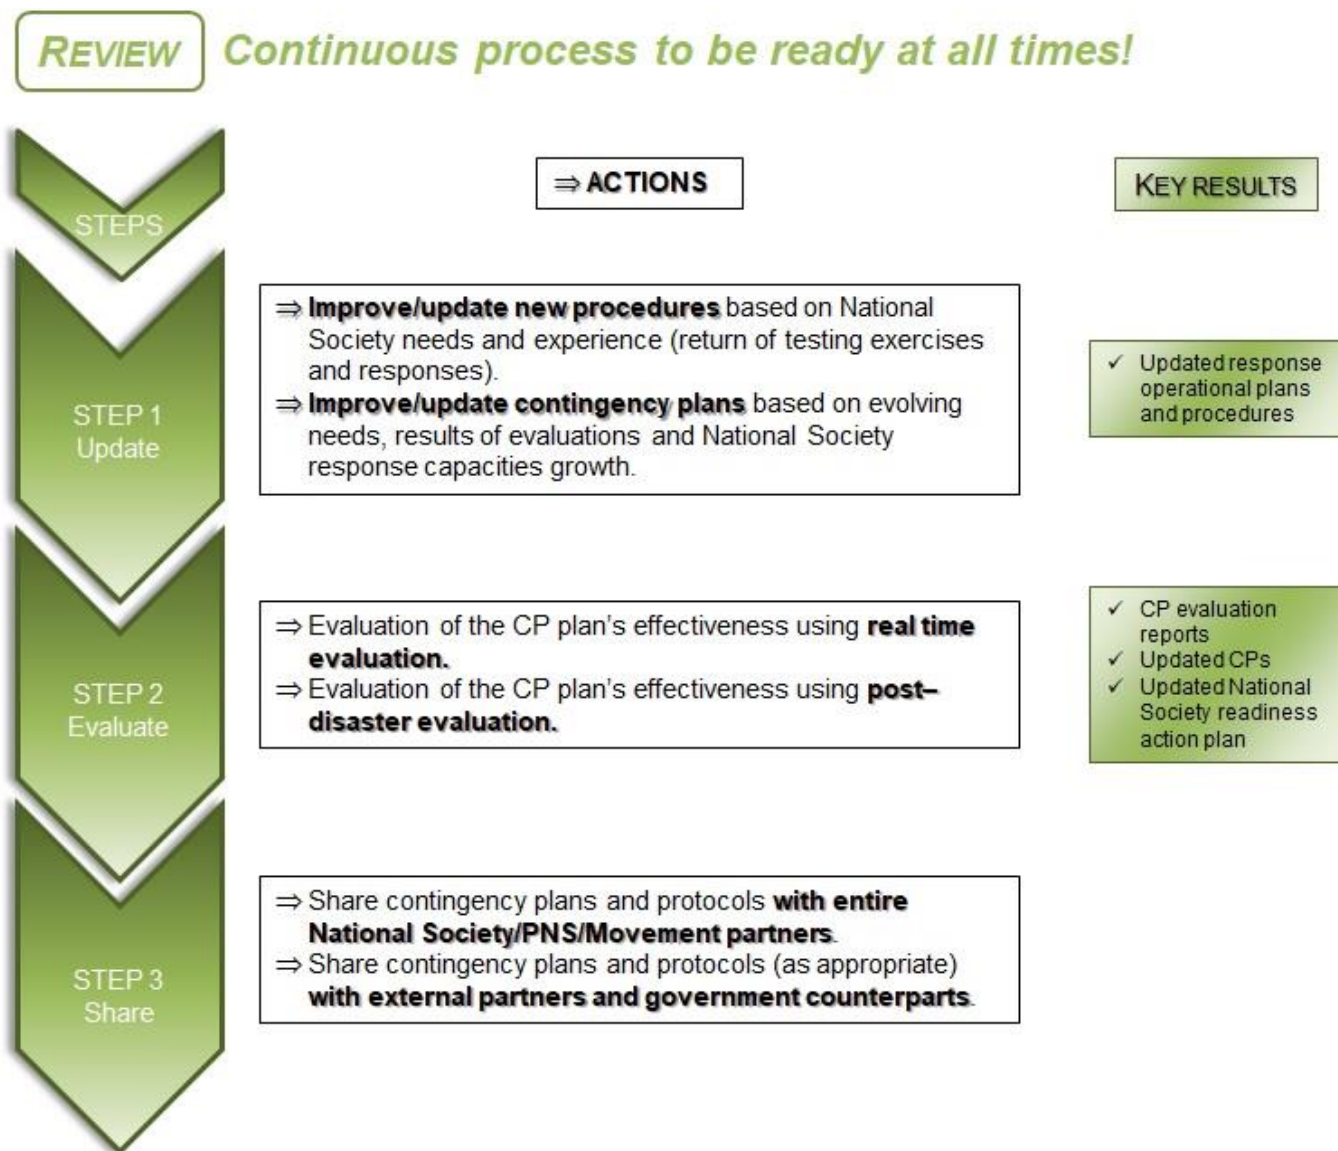 REVIEW Continuous process to be ready at all times!
STEPS
⇒ ACTIONS
KEY RESULTS
STEP 1
Update
⇒ Improve/update new procedures based on National
Society needs and experience (return of testing exercises
and responses).
⇒ Improve/update contingency plans based on evolving
needs, results of evaluations and National Society
response capacities growth.
✓ Updated response
operational plans
and procedures
STEP 2
Evaluate
⇒ Evaluation of the CP plan's effectiveness using real time
evaluation.
⇒ Evaluation of the CP plan's effectiveness using post–
disaster evaluation.
✓ CP evaluation
reports
✓ Updated CPs
✓ Updated National
Society readiness
action plan
STEP 3
Share
⇒ Share contingency plans and protocols with entire
National Society/PNS/Movement partners.
⇒ Share contingency plans and protocols (as appropriate)
with external partners and government counterparts.